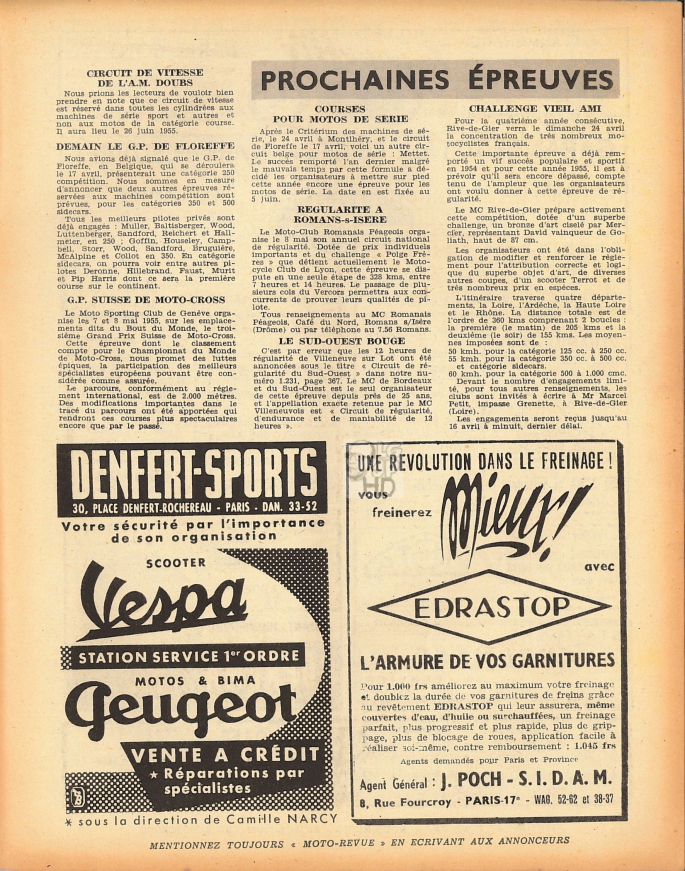 CIRCUIT DE VITESSE
DE L'A.M. DOUBS
Nous prions les lecteurs de vouloir bien
prendre en note que ce circuit de vitesse
est réservé dans toutes les cylindrées aux
machines de série sport et autres et
non aux motos de la catégorie course.
Il aura lieu le 26 juin 1955.
DEMAIN LE G.P. DE FLOREFFE
Nous avions déjà signalé que le G.P. de
Floreffe, en Belgique, qui se déroulera
le 17 avril, présenterait une catégorie 250
compétition. Nous sommes en mesure
d'annoncer que deux autres épreuves ré-
servées aux machines compétition sont
prévues, pour les catégories 350 et 500
sidecars.
Tous les meilleurs pilotes privés sont
déjà engagés : Muller, Baltisberger, Wood,
Luttenberger, Sandford, Reichert et Hall-
meier, en 250 ; Goffin, Houseley, Camp-
bell, Storr, Wood, Sandford, Bruguière,
McAlpine et Collot en 350. En catégorie
sidecars, on pourra voir entre autres pi-
lotes Deronne, Hillebrand, Faust, Murit
et Pip Harris dont ce sera la première
course sur le continent.
G.P. SUISSE DE MOTO-CROSS
Le Moto Sporting Club de Genève orga-
nise les 7 et 8 mai 1955, sur les emplace-
ments dits du Bout du Monde, le troi-
sième Grand Prix Suisse de Moto-Cross.
Cette épreuve dont le classement
compte pour le Championnat du Monde
de Moto-Cross, nous promet des luttes
épiques, la participation des meilleurs
spécialistes européens pouvant être con-
sidérée comme assurée.
Le parcours, conformément au régle-
ment international, est de 2.000 mètres.
Des modifications importantes dans le
tracé du parcours ont été apportées qui
rendront ces courses plus spectaculaires
encore que par le passé.
PROCHAINES ÉPREUVES
COURSES
POUR MOTOS DE SERIE
Après le Critérium des machines de sé-
rie, le 24 avril à Montlhéry, et le circuit
de Floreffe le 17 avril, voici un autre cir-
cuit belge pour motos de série : Mettet.
Le succès remporté l'an dernier malgré
le mauvais temps par cette formule a dé-
cidé les organisateurs à mettre sur pied
cette année encore une épreuve pour les
motos de série. La date en est fixée au
5 juin.
REGULARITE A
ROMANS-s-ISERE
Le Moto-Club Romanais Péageois orga-
nise le 8 mai son annuel circuit national
de régularité. Dotée de prix individuels
importants et du challenge « Polge Frè-
res » que détient actuellement le Moto-
cycle Club de Lyon, cette épreuve se dis-
pute en une seule étape de 328 kms, entre
7 heures et 14 heures. Le passage de plu-
sieurs cols du Vercors permettra aux con-
currents de prouver leurs qualités de pi-
lote.
Tous renseignements au MC Romanais
Péageois, Café du Nord, Romans s/Isère
(Drôme) ou par téléphone au 7.36 Romans.
LE SUD-OUEST BOUGE
C'est par erreur que les 12 heures de
régularité de Villeneuve sur Lot ont été
annoncées sous le titre « Circuit de régu-
larité du Sud-Ouest » dans notre nu-
méro 1.231, page 367. Le MC de Bordeaux
et du Sud-Ouest est le seul organisateur
de cette épreuve depuis près de 25 ans,
et l'appellation exacte retenue par le MC
Villeneuvois est « Circuit de régularité,
d'endurance et de maniabilité de 12
heures ».
CHALLENGE VIEIL AMI
Pour la quatrième année consécutive,
Rive-de-Gier verra le dimanche 24 avril
la concentration de très nombreux mo-
tocyclistes français.
Cette importante épreuve a déjà rem-
porté un vif succès populaire et sportif
en 1954 et pour cette année 1955, il est à
prévoir qu'il sera encore dépassé, compte
tenu de l'ampleur que les organisateurs
ont voulu donner à cette épreuve de ré-
gularité.
Le MC Rive-de-Gier prépare activement
cette compétition, dotée d'un superbe
challenge, un bronze d'art ciselé par Mer-
cier, représentant David vainqueur de Go-
liath, haut de 87 cm.
Les organisateurs ont été dans l'obli-
gation de modifier et renforcer le règle-
ment pour l'attribution correcte et logi-
que du superbe objet d'art, de diverses
autres coupes, d'un scooter Terrot et de
très nombreux prix en espèces.
L'itinéraire traverse quatre départe-
ments, la Loire, l'Ardèche, la Haute Loire
et le Rhône. La distance totale est de
l'ordre de 360 kms comprenant 2 boucles :
la première (le matin) de 205 kms et la
deuxième (le soir) de 155 kms. Les moyen-
nes imposées sont de :
50 kmh. pour la catégorie 125 cc. à 250 cc.
55 kmh. pour la catégorie 350 cc. à 500 cc.
et catégorie sidecars.
60 kmh. pour la catégorie 500 à 1.000 cmc.
Devant le nombre d'engagements limi-
té, pour tous autres renseignements, les
clubs sont invités à écrire à Mr Marcel
Petit, impasse Grenette, à Rive-de-Gier
(Loire).
Les engagements seront reçus jusqu'au
16 avril à minuit, dernier délai.
DENFERT-SPORTS
30, PLACE DENFERT-ROCHEREAU - PARIS - DAN. 33-52
Votre sécurité par l'importance
de son organisation
SCOOTER
Vespa
STATION SERVICE 1er ORDRE
MOTOS & BIMA
Peugeot
VENTE A CRÉDIT
* Réparations par
spécialistes
* sous la direction de Camille NARCY
UNE REVOLUTION DANS LE FREINAGE !
vous
freinerez
Mieux!
avec
EDRASTOP
L'ARMURE DE VOS GARNITURES
Pour 1.000 frs améliorez au maximum votre freinage
et doublez la durée de vos garnitures de freins grâce
au revêtement EDRASTOP qui leur assurera, même
couvertes d'eau, d'huile ou surchauffées, un freinage
parfait, plus progressif et plus rapide, plus de grip-
page, plus de blocage de roues, application facile à
réaliser soi-même, contre remboursement : 1.045 frs
Agents demandés pour Paris et Province
Agent Général : J. POCH - S.I.D.A.M.
8, Rue Fourcroy - PARIS-17e - WAG. 52-62 et 38-37
MENTIONNEZ TOUJOURS « MOTO-REVUE » EN ECRIVANT AUX ANNONCEURS